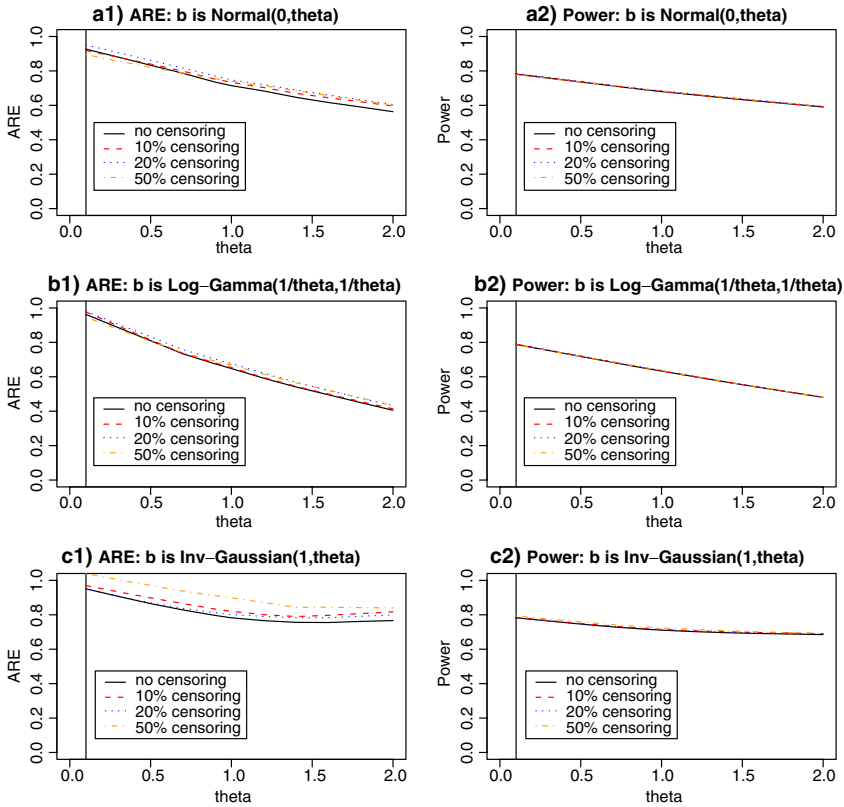 a1) ARE: b is Normal(0,theta)
ARE
0.0 0.2 0.4 0.6 0.8 1.0
no censoring
10% censoring
20% censoring
50% censoring
0.0 0.5 1.0 1.5 2.0
theta
a2) Power: b is Normal(0,theta)
Power
0.0 0.2 0.4 0.6 0.8 1.0
no censoring
10% censoring
20% censoring
50% censoring
0.0 0.5 1.0 1.5 2.0
theta
b1) ARE: b is Log−Gamma(1/theta,1/theta)
ARE
0.0 0.2 0.4 0.6 0.8 1.0
no censoring
10% censoring
20% censoring
50% censoring
0.0 0.5 1.0 1.5 2.0
theta
b2) Power: b is Log−Gamma(1/theta,1/theta)
Power
0.0 0.2 0.4 0.6 0.8 1.0
no censoring
10% censoring
20% censoring
50% censoring
0.0 0.5 1.0 1.5 2.0
theta
c1) ARE: b is Inv−Gaussian(1,theta)
ARE
0.0 0.2 0.4 0.6 0.8 1.0
no censoring
10% censoring
20% censoring
50% censoring
0.0 0.5 1.0 1.5 2.0
theta
c2) Power: b is Inv−Gaussian(1,theta)
Power
0.0 0.2 0.4 0.6 0.8 1.0
no censoring
10% censoring
20% censoring
50% censoring
0.0 0.5 1.0 1.5 2.0
theta